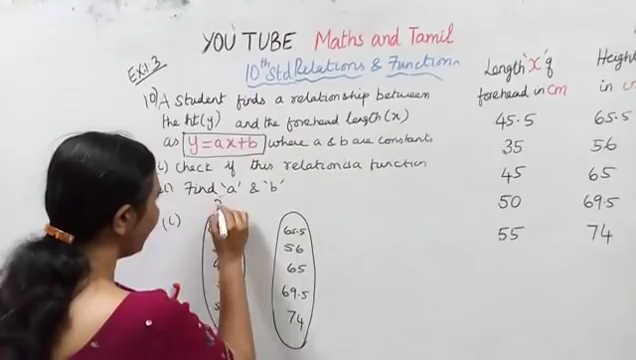 YOU TUBE Maths and Tamil
10th Std Relations & Functions
Ex 1.3
10) A Student finds a relationship between
the ht(y) and the forehead length(x)
as y = ax+b where a & b are constants
i) Check if this relation is a function
ii) Find 'a' & 'b'
(i)
65.5
56
65
69.5
74
Length 'x' of Height
forehead in cm in cm
45.5 65.5
35 56
45 65
50 69.5
55 74